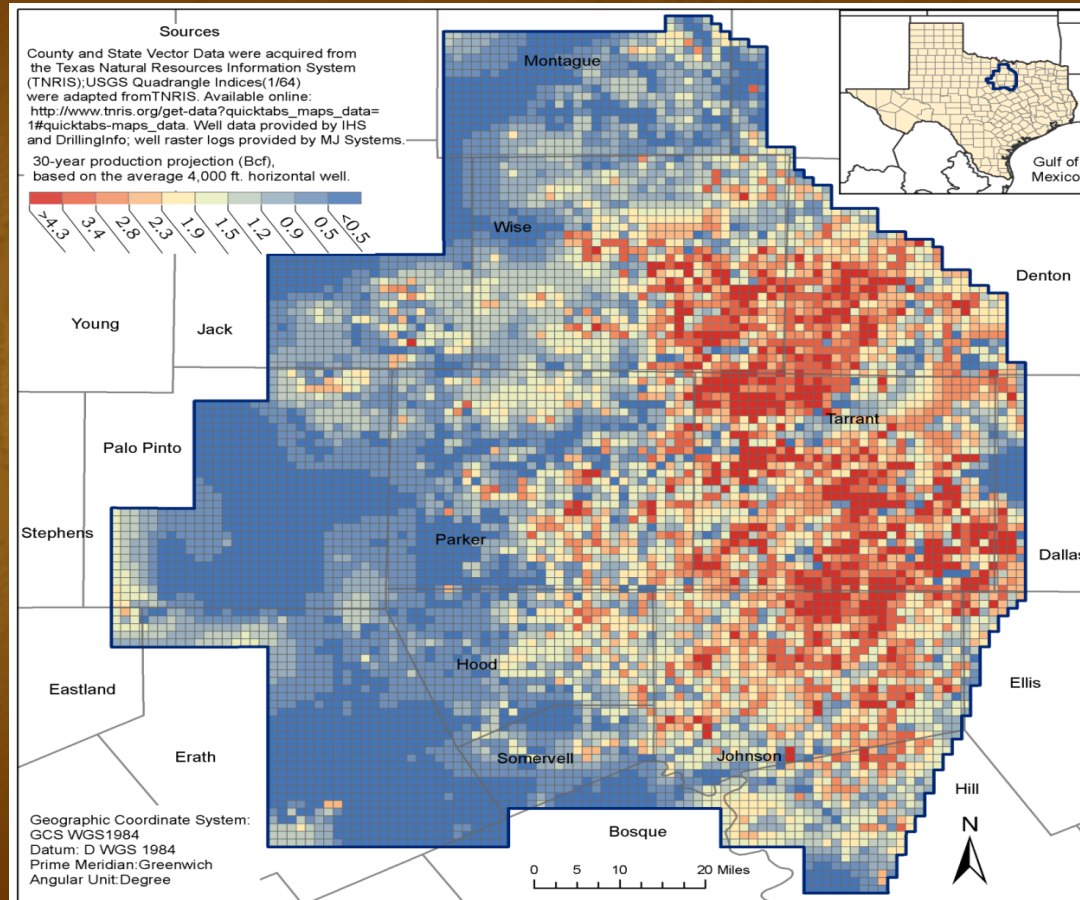 Sources
County and State Vector Data were acquired from
the Texas Natural Resources Information System
(TNRIS);USGS Quadrangle Indices(1/64)
were adapted fromTNRIS. Available online:
http://www.tnris.org/get-data?quicktabs_maps_data=
1#quicktabs-maps_data. Well data provided by IHS
and DrillingInfo; well raster logs provided by MJ Systems.
30-year production projection (Bcf),
based on the average 4,000 ft. horizontal well.
>4.3
3.4
2.8
2.3
1.9
1.5
1.2
0.9
0.5
<0.5
Gulf of
Mexico
Montague
Wise
Denton
Young
Jack
Tarrant
Palo Pinto
Stephens
Parker
Dallas
Hood
Eastland
Ellis
Erath
Somervell
Johnson
Hill
Bosque
Geographic Coordinate System:
GCS WGS1984
Datum: D WGS 1984
Prime Meridian:Greenwich
Angular Unit:Degree
0 5 10 20 Miles
N